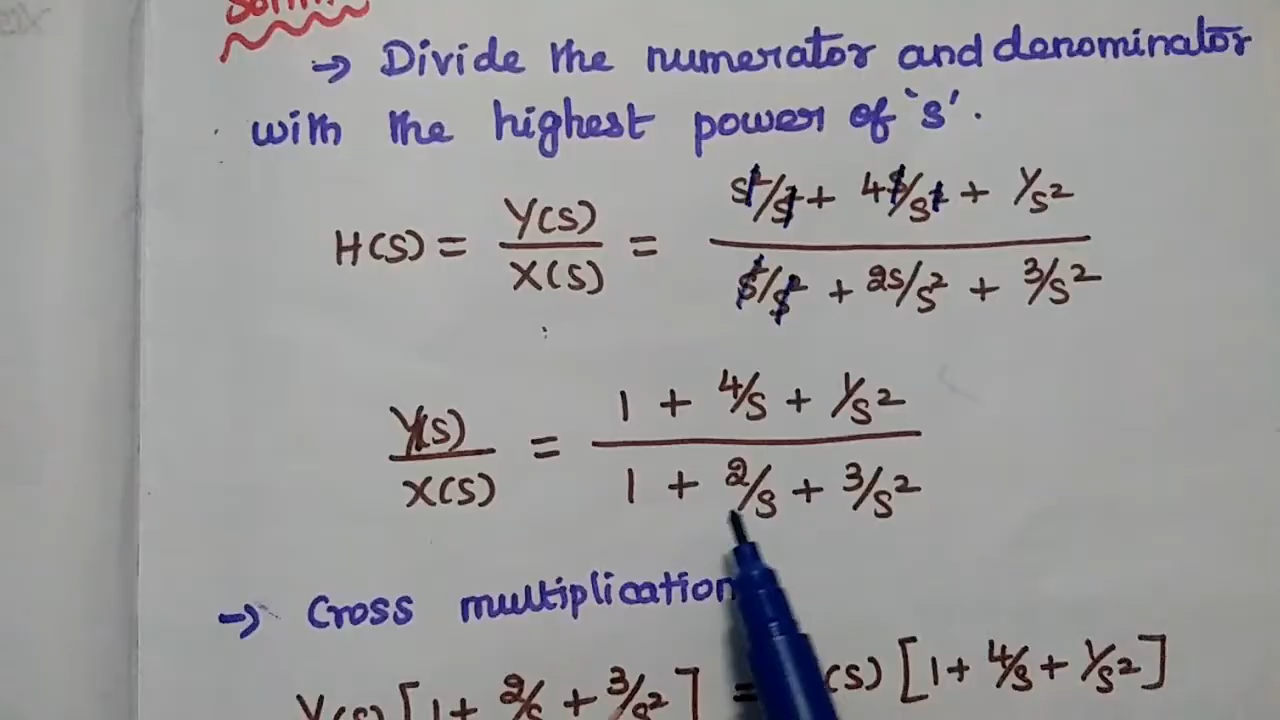 → Divide the numerator and denominator
with the highest power of 's'.
H(S) = Y(S)/X(S) = (S²/S² + 4S/S² + 1/S²)/(S²/S² + 2S/S² + 3/S²)
Y(S)/X(S) = (1 + 4/S + 1/S²)/(1 + 2/S + 3/S²)
→ Cross multiplication
Y(S) [1 + 2/S + 3/S²] = (S) [1 + 4/S + 1/S²]